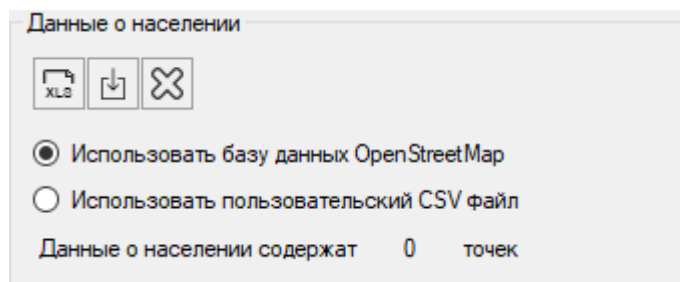 Данные о населении
XLS
Использовать базу данных OpenStreetMap
Использовать пользовательский CSV файл
Данные о населении содержат 0 точек